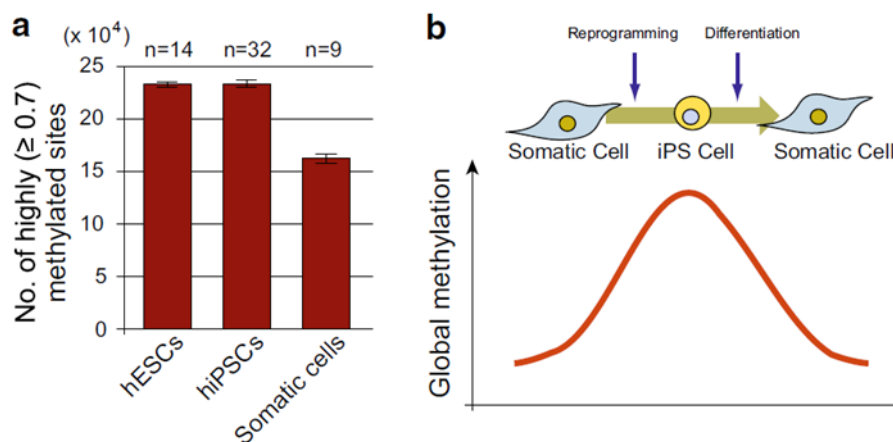 a
(x 10⁴)
n=14 n=32 n=9
No. of highly (≥ 0.7)
methylated sites
25
20
15
10
5
0
hESCs
hiPSCs
Somatic cells
b
Reprogramming Differentiation
Somatic Cell iPS Cell Somatic Cell
Global methylation